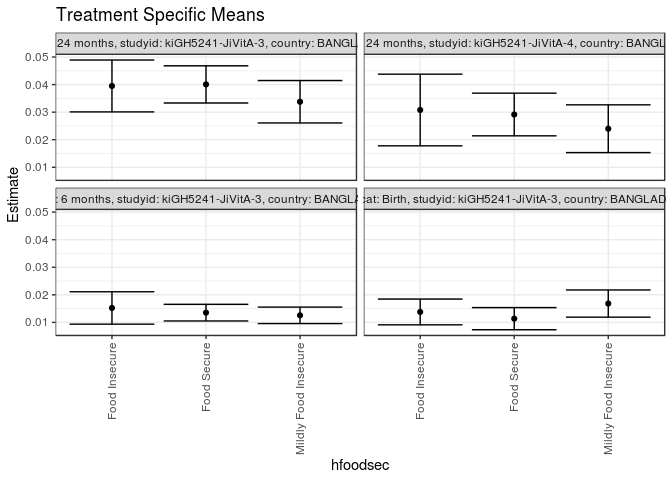 Treatment Specific Means
24 months, studyid: kiGH5241-JiVitA-3, country: BANGL
24 months, studyid: kiGH5241-JiVitA-4, country: BANGL
0.05
0.04
0.03
0.02
0.01
: 6 months, studyid: kiGH5241-JiVitA-3, country: BANGLA
cat: Birth, studyid: kiGH5241-JiVitA-3, country: BANGLAD
0.05
0.04
0.03
0.02
0.01
Estimate
Food Insecure
Food Secure
Mildly Food Insecure
Food Insecure
Food Secure
Mildly Food Insecure
hfoodsec